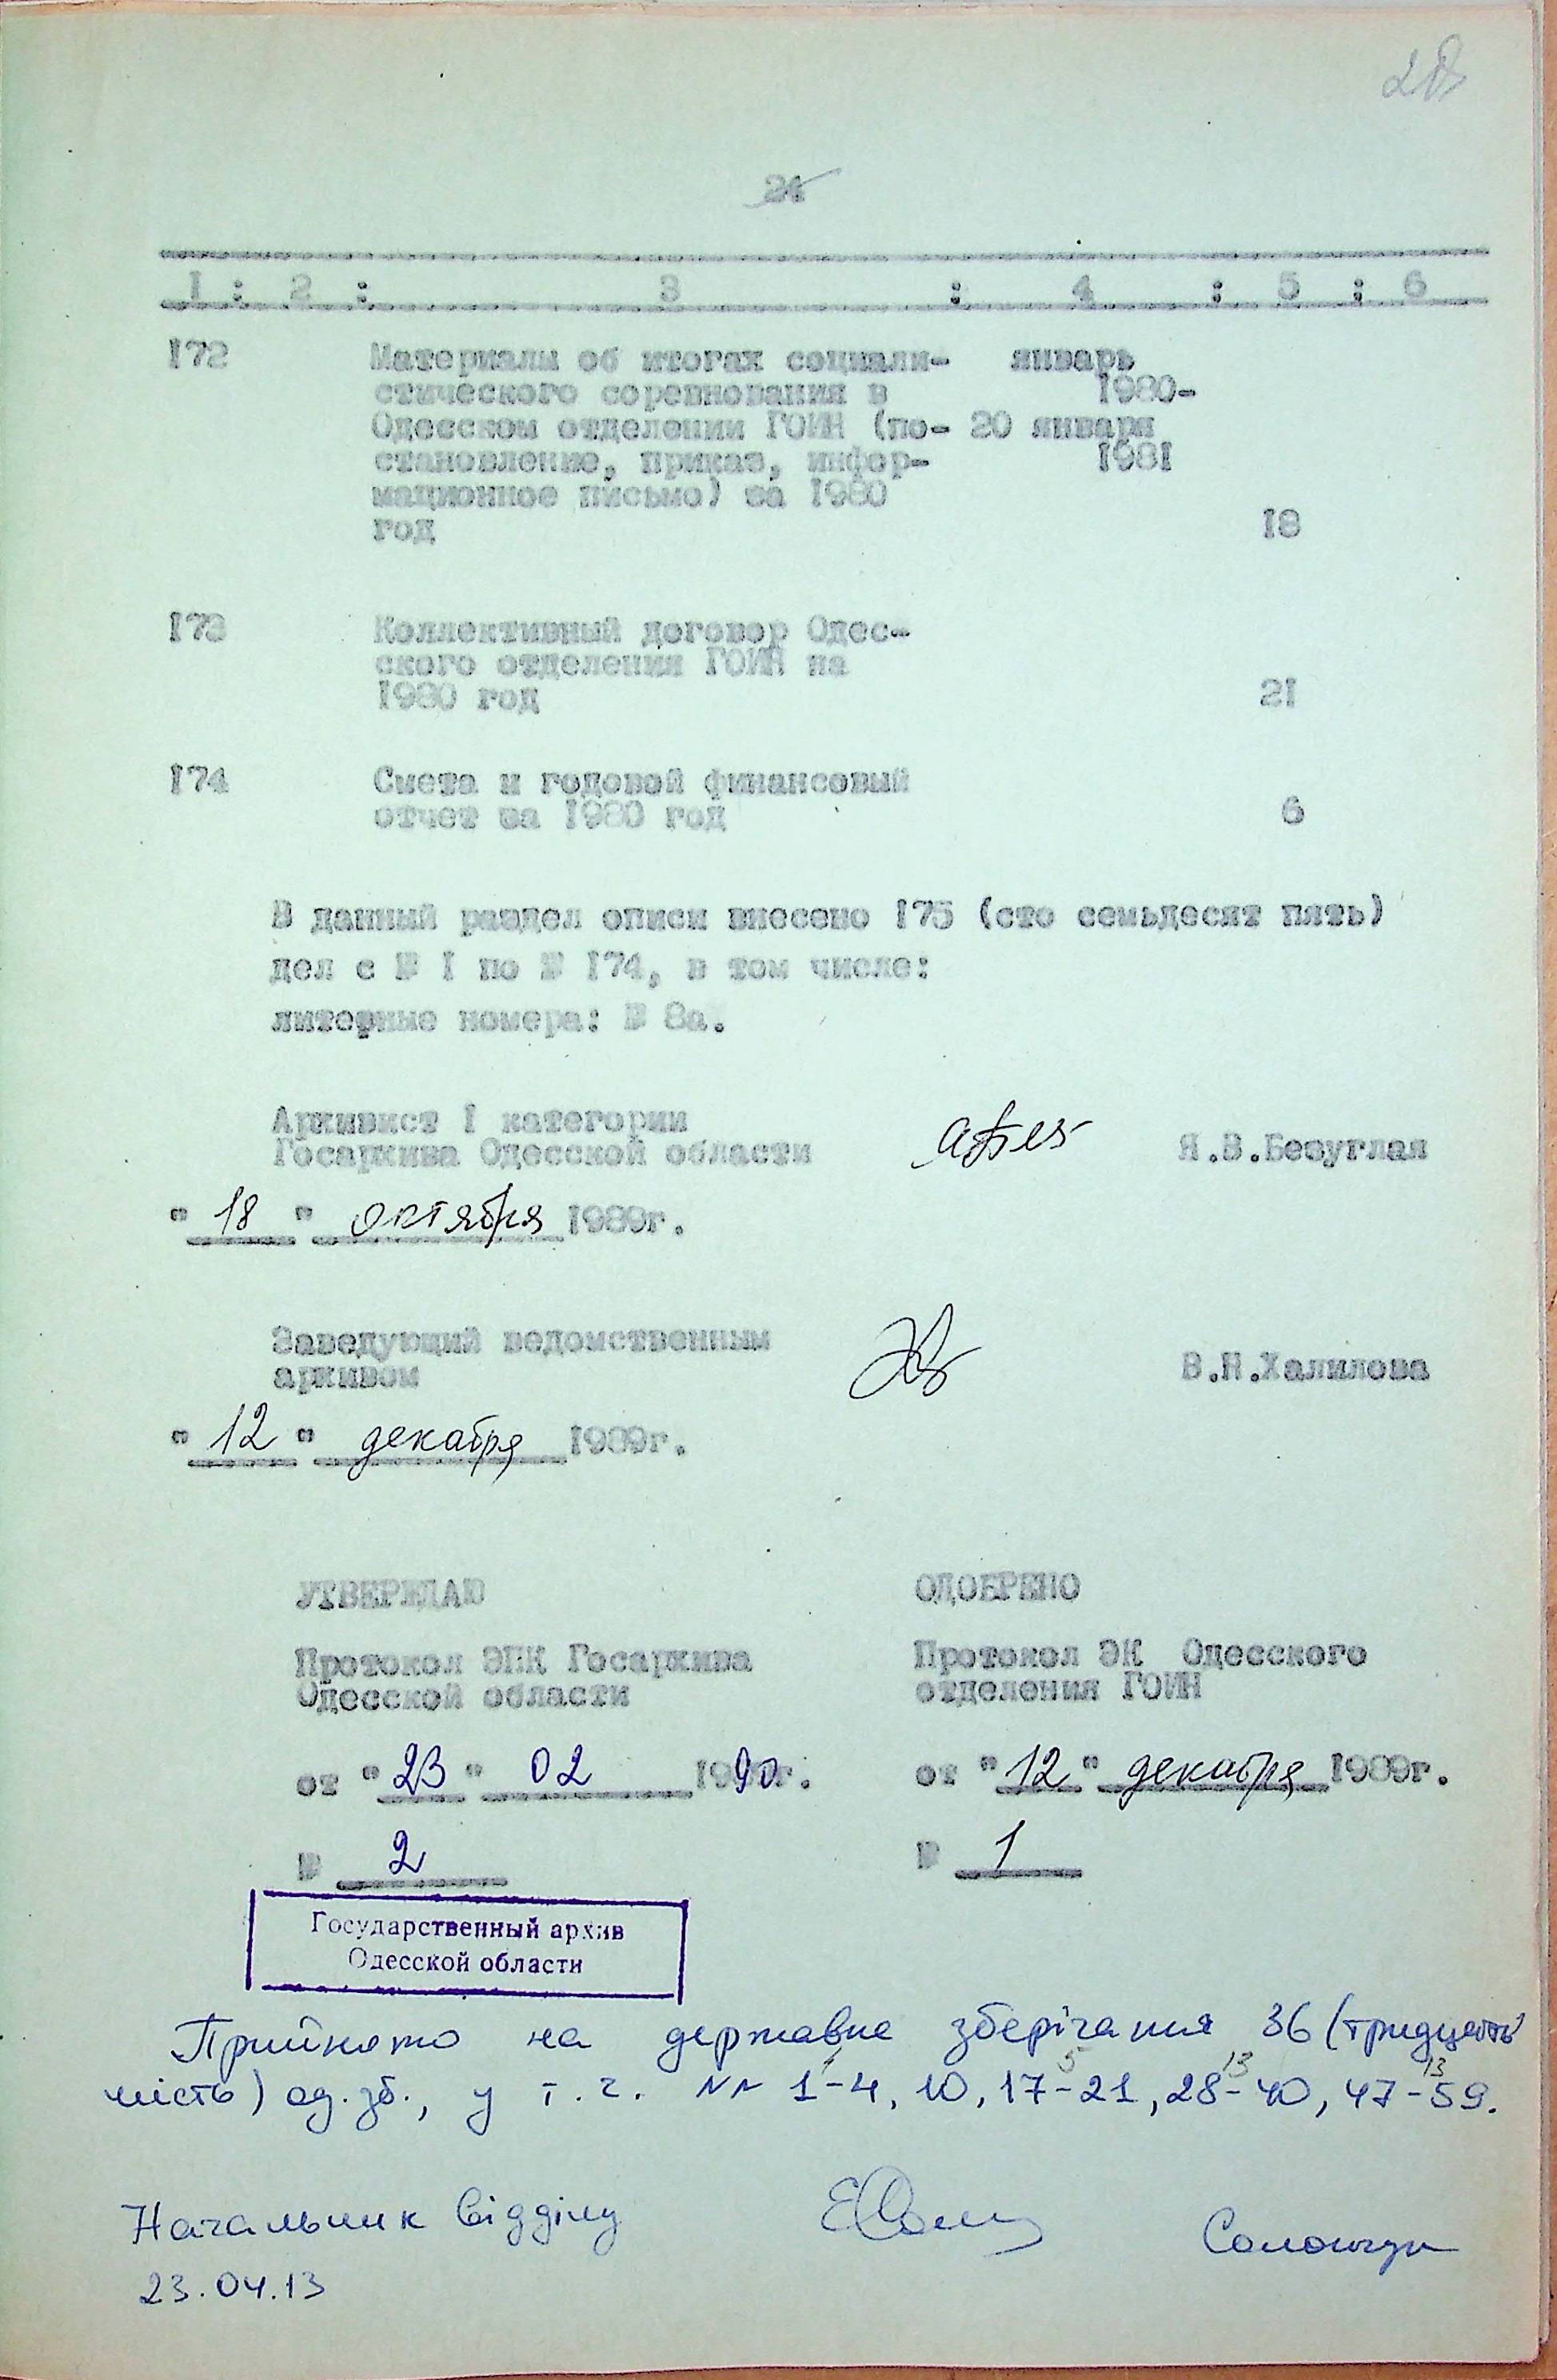 28
24
1 : 2 : 3 : 4 : 5 : 6
I72 Материалы об итогах социали- январь
стического соревнования в 1980-
Одесском отделении ГОИН (по- 20 января
становление, приказ, инфор- 1981
мационное письмо) за 1980
год 18
I73 Коллективный договор Одес-
ского отделения ГОИН на
1980 год 21
I74 Смета и годовой финансовый
отчет за 1980 год 6
В данный раздел описи внесено 175 (сто семьдесят пять)
дел с № 1 по № 174, в том числе:
литерные номера: № 8а.
Архивист I категории
Госархива Одесской области Я.В.Безуглая
" 18 " октября 1989г.
Заведующий ведомственным
архивом В.Н.Халилова
" 12 " декабря 1989г.
УТВЕРЖДАЮ
Протокол ЭПК Госархива
Одесской области
от " 23 " 02 1990г.
№ 2
ОДОБРЕНО
Протокол ЭК Одесского
отделения ГОИН
от " 12 " декабря 1989г.
№ 1
Государственный архив
Одесской области
Прийнято на державне зберігання 36 (тридцять
шість) од. зб., у т. ч. №№ 1-4, 10, 17-21, 28-40, 47-59.
5 13 13
Начальник відділу
23.04.13